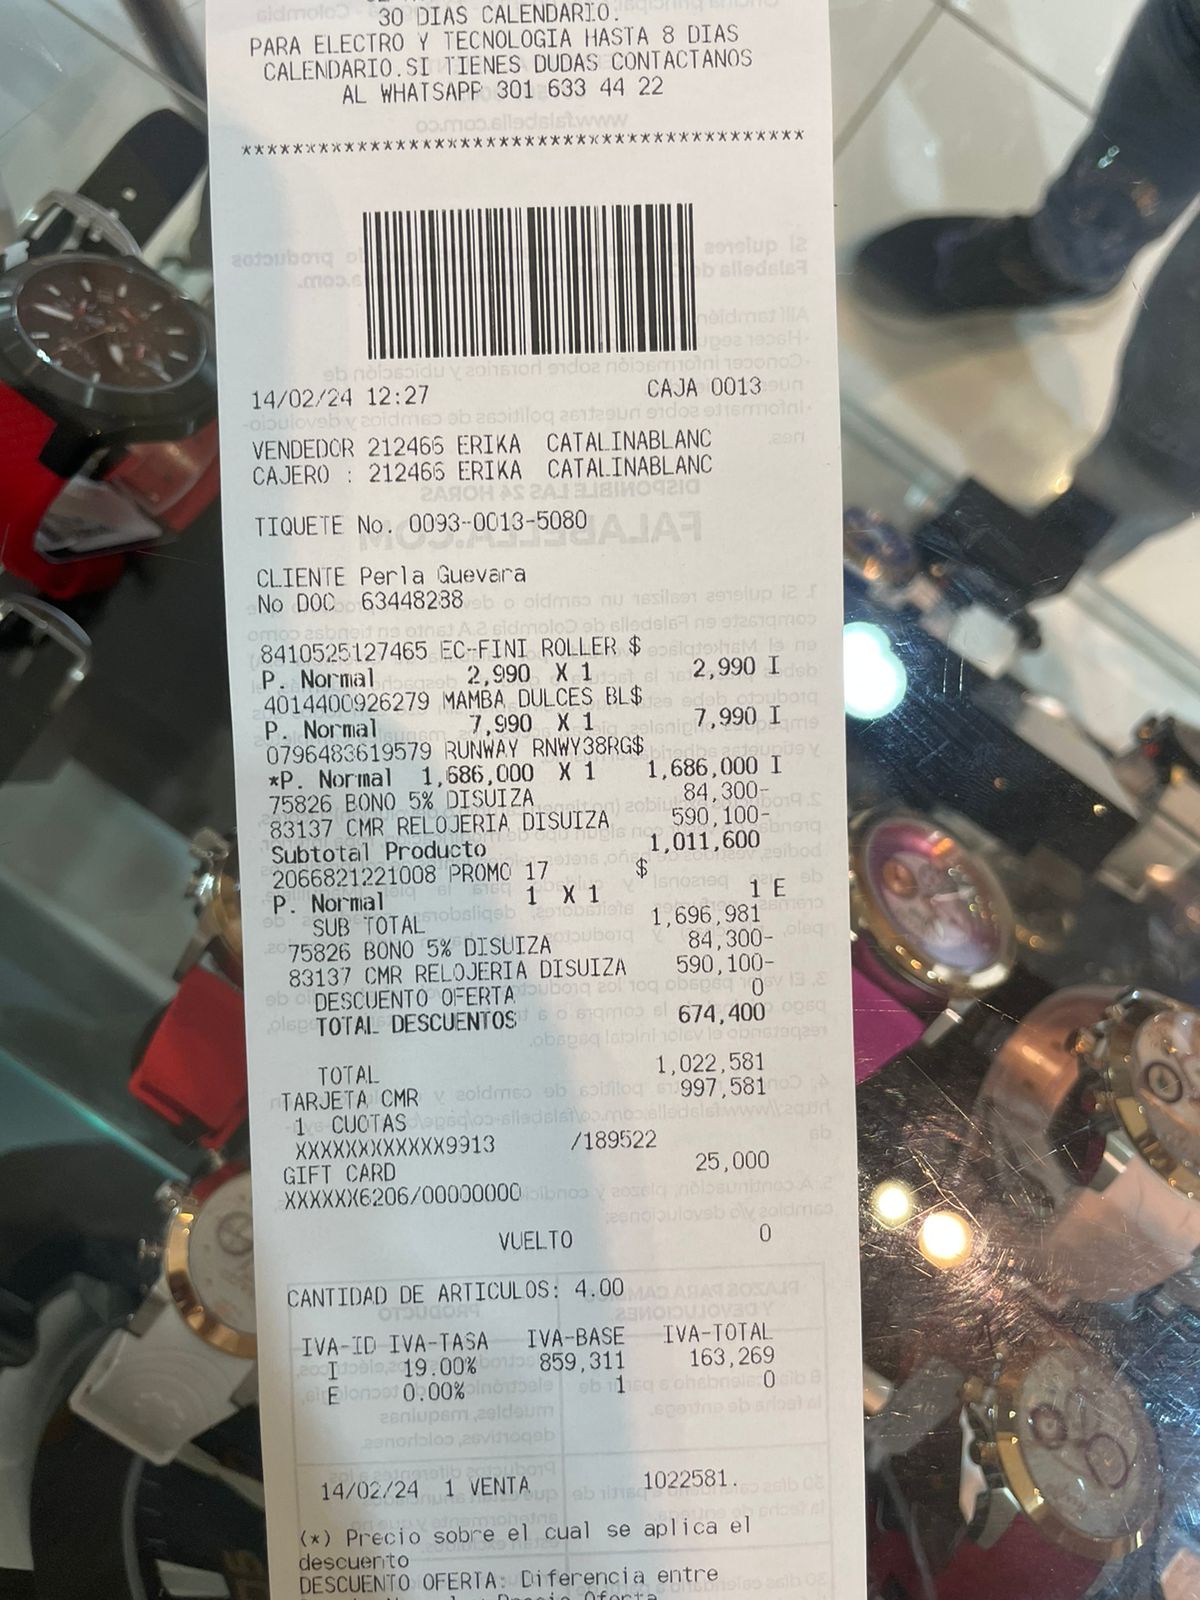 30 DIAS CALENDARIO.
PARA ELECTRO Y TECNOLOGIA HASTA 8 DIAS
CALENDARIO.SI TIENES DUDAS CONTACTANOS
AL WHATSAPP 301 633 44 22
********************************************
14/02/24 12:27 CAJA 0013
VENDEDOR 212466 ERIKA CATALINABLANC
CAJERO : 212466 ERIKA CATALINABLANC
TIQUETE No. 0093-0013-5080
CLIENTE Perla Guevara
No DOC 63448288
8410525127465 EC-FINI ROLLER $
P. Normal 2,990 X 1 2,990 I
4014400926279 MAMBA DULCES BL$
P. Normal 7,990 X 1 7,990 I
0796483619579 RUNWAY RNWY38RG$
*P. Normal 1,686,000 X 1 1,686,000 I
75826 BONO 5% DISUIZA 84,300-
83137 CMR RELOJERIA DISUIZA 590,100-
Subtotal Producto 1,011,600
2066821221008 PROMO 17 $
P. Normal 1 X 1 1 E
SUB TOTAL 1,696,981
75826 BONO 5% DISUIZA 84,300-
83137 CMR RELOJERIA DISUIZA 590,100-
DESCUENTO OFERTA 0
TOTAL DESCUENTOS 674,400
TOTAL 1,022,581
TARJETA CMR 997,581
1 CUOTAS
XXXXXXXXXXXX9913 /189522
GIFT CARD 25,000
XXXXXX6206/00000000
VUELTO 0
CANTIDAD DE ARTICULOS: 4.00
IVA-ID IVA-TASA IVA-BASE IVA-TOTAL
I 19.00% 859,311 163,269
E 0.00% 1 0
14/02/24 1 VENTA 1022581.
(*) Precio sobre el cual se aplica el
descuento
DESCUENTO OFERTA: Diferencia entre